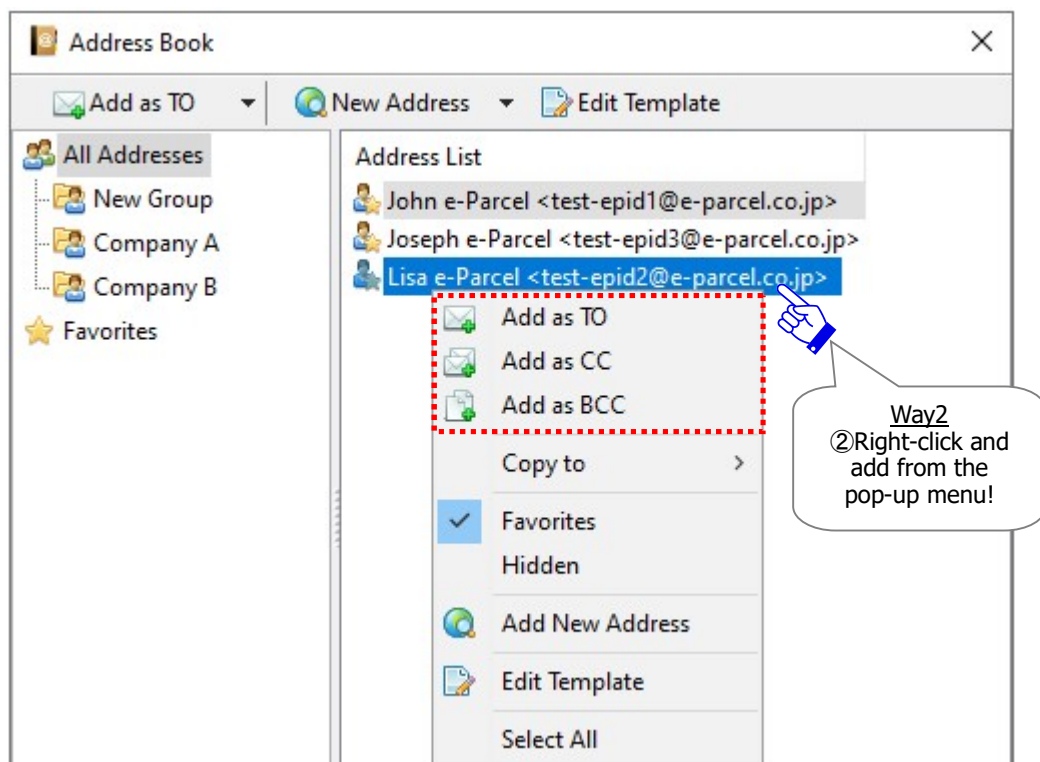 Address Book
Add as TO
New Address
Edit Template
All Addresses
New Group
Company A
Company B
Favorites
Address List
John e-Parcel <test-epid1@e-parcel.co.jp>
Joseph e-Parcel <test-epid3@e-parcel.co.jp>
Lisa e-Parcel <test-epid2@e-parcel.co.jp>
Add as TO
Add as CC
Add as BCC
Copy to
Favorites
Hidden
Add New Address
Edit Template
Select All
Way2
②Right-click and
add from the
pop-up menu!